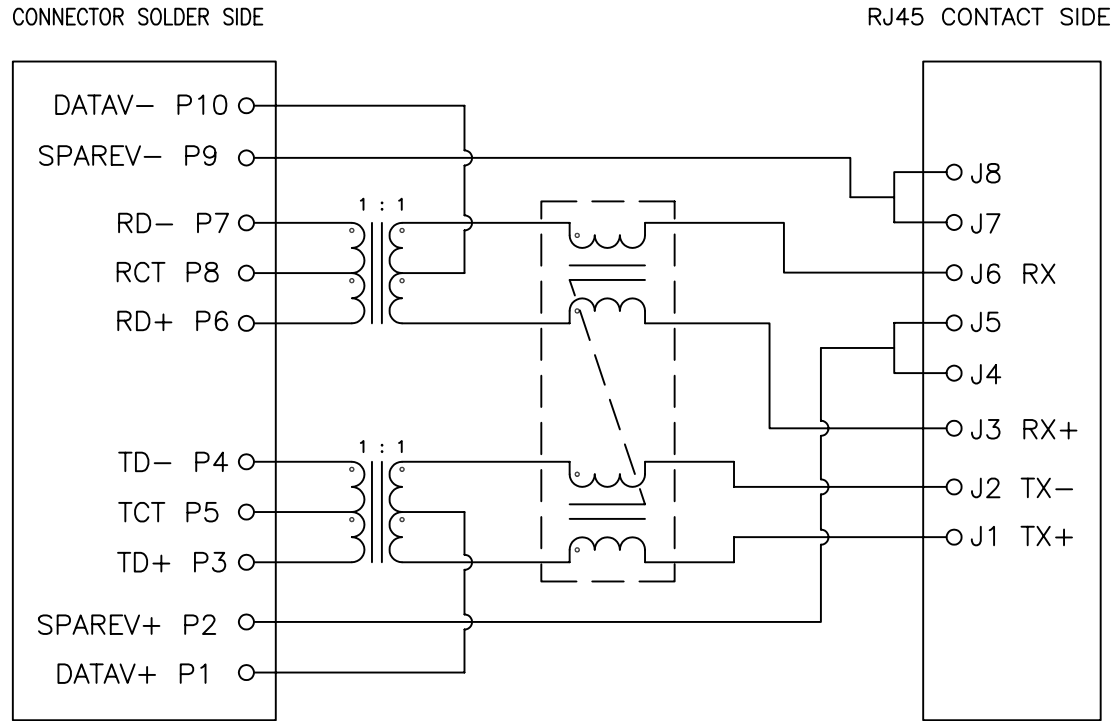 CONNECTOR SOLDER SIDE
RJ45 CONTACT SIDE
DATAV- P10
SPAREV- P9
RD- P7
RCT P8
RD+ P6
1 : 1
TD- P4
TCT P5
TD+ P3
1 : 1
SPAREV+ P2
DATAV+ P1
J8
J7
J6 RX
J5
J4
J3 RX+
J2 TX-
J1 TX+